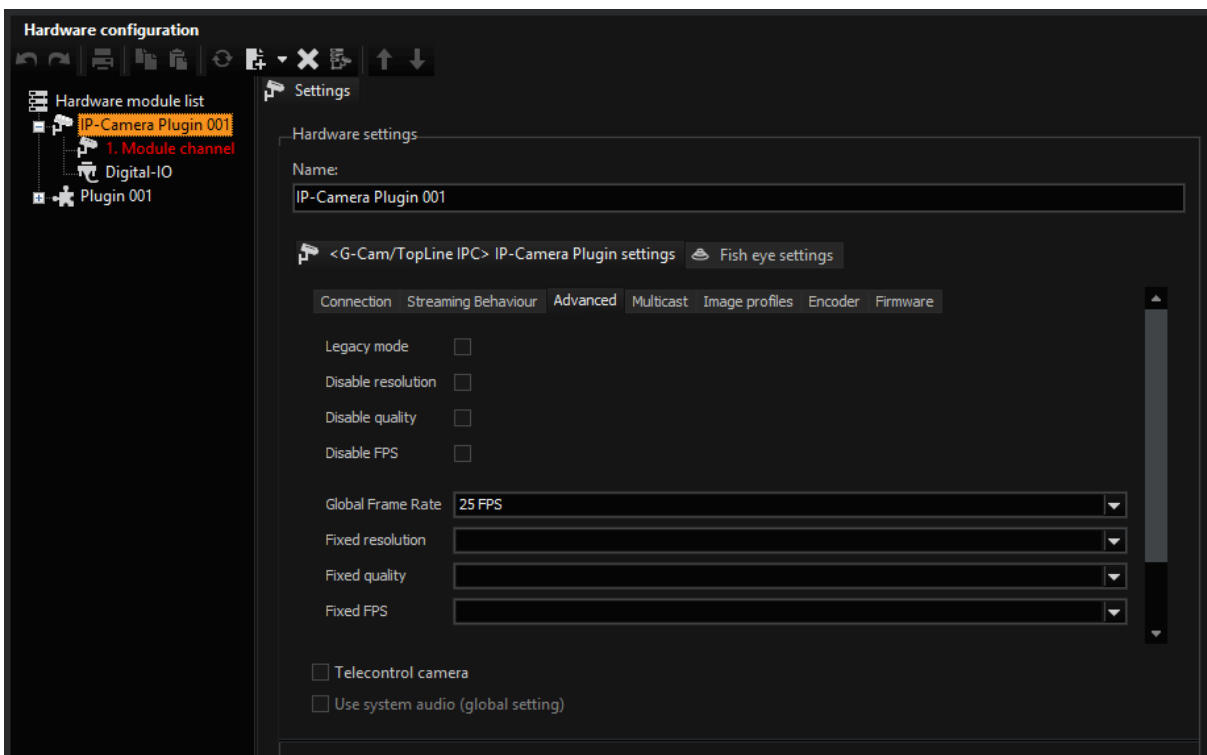 Hardware configuration
Hardware module list
IP-Camera Plugin 001
1. Module channel
Digital-IO
Plugin 001
Settings
Hardware settings
Name:
IP-Camera Plugin 001
<G-Cam/TopLine IPC> IP-Camera Plugin settings Fish eye settings
Connection Streaming Behaviour Advanced Multicast Image profiles Encoder Firmware
Legacy mode
Disable resolution
Disable quality
Disable FPS
Global Frame Rate 25 FPS
Fixed resolution
Fixed quality
Fixed FPS
Telecontrol camera
Use system audio (global setting)